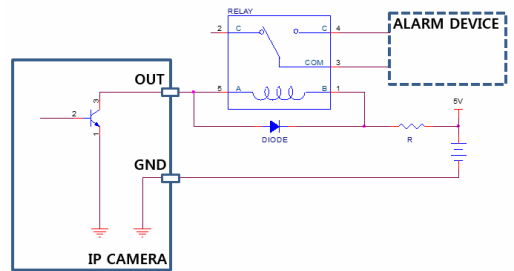 RELAY
2 C C 4
ALARM DEVICE
COM 3
OUT
5 A B 1
3
2
1
DIODE
R
5V
GND
IP CAMERA